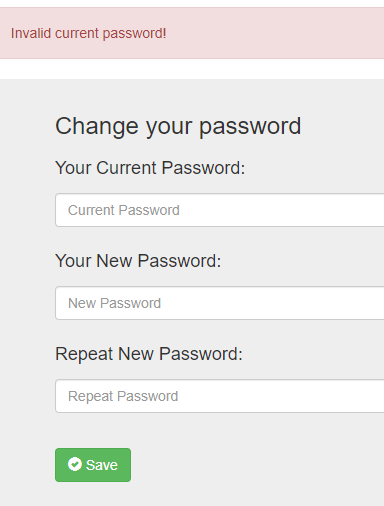 Invalid current password!
Change your password
Your Current Password:
Current Password
Your New Password:
New Password
Repeat New Password:
Repeat Password
Save